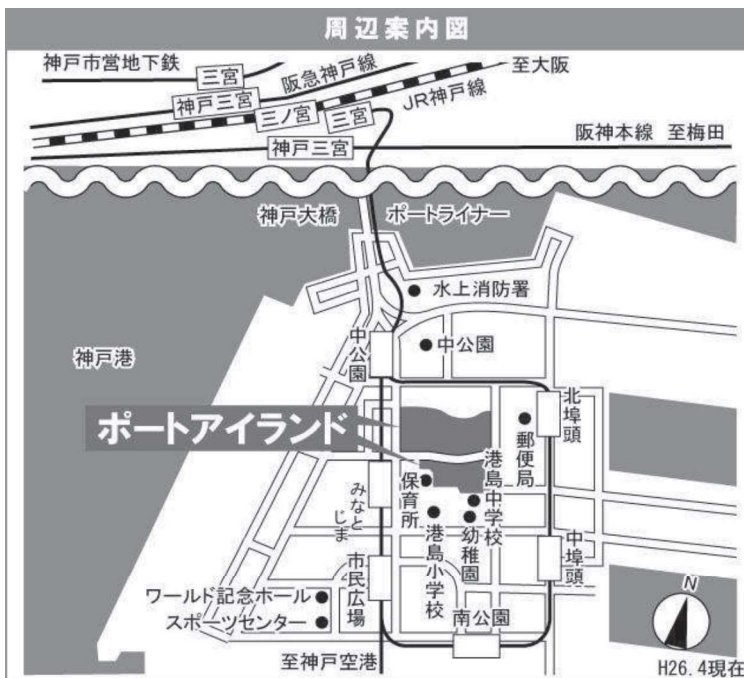 周辺案内図
神戸市営地下鉄
三宮
阪急神戸線
至大阪
神戸三宮
三ノ宮
三宮
JR神戸線
神戸三宮
阪神本線 至梅田
神戸大橋
ポートライナー
水上消防署
神戸港
中公園
中公園
北埠頭
ポートアイランド
郵便局
みなとじま
保育所
港島中学校
港島小学校
幼稚園
市民広場
中埠頭
ワールド記念ホール
スポーツセンター
南公園
N
至神戸空港
H26.4現在